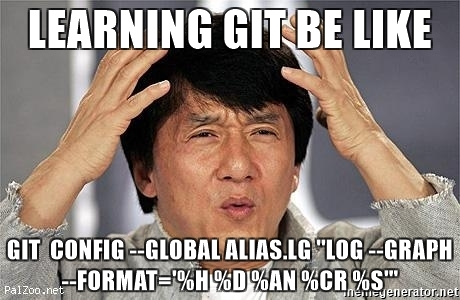 LEARNING GIT BE LIKE
GIT CONFIG --GLOBAL ALIAS.LG "LOG --GRAPH
--FORMAT='%H %D %AN %CR %S'"
PalZoo.net
memegenerator.net